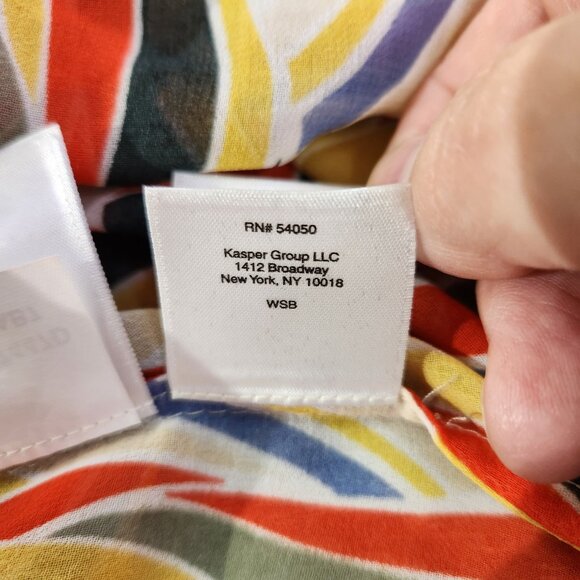 RN# 54050
Kasper Group LLC
1412 Broadway
New York, NY 10018
WSB